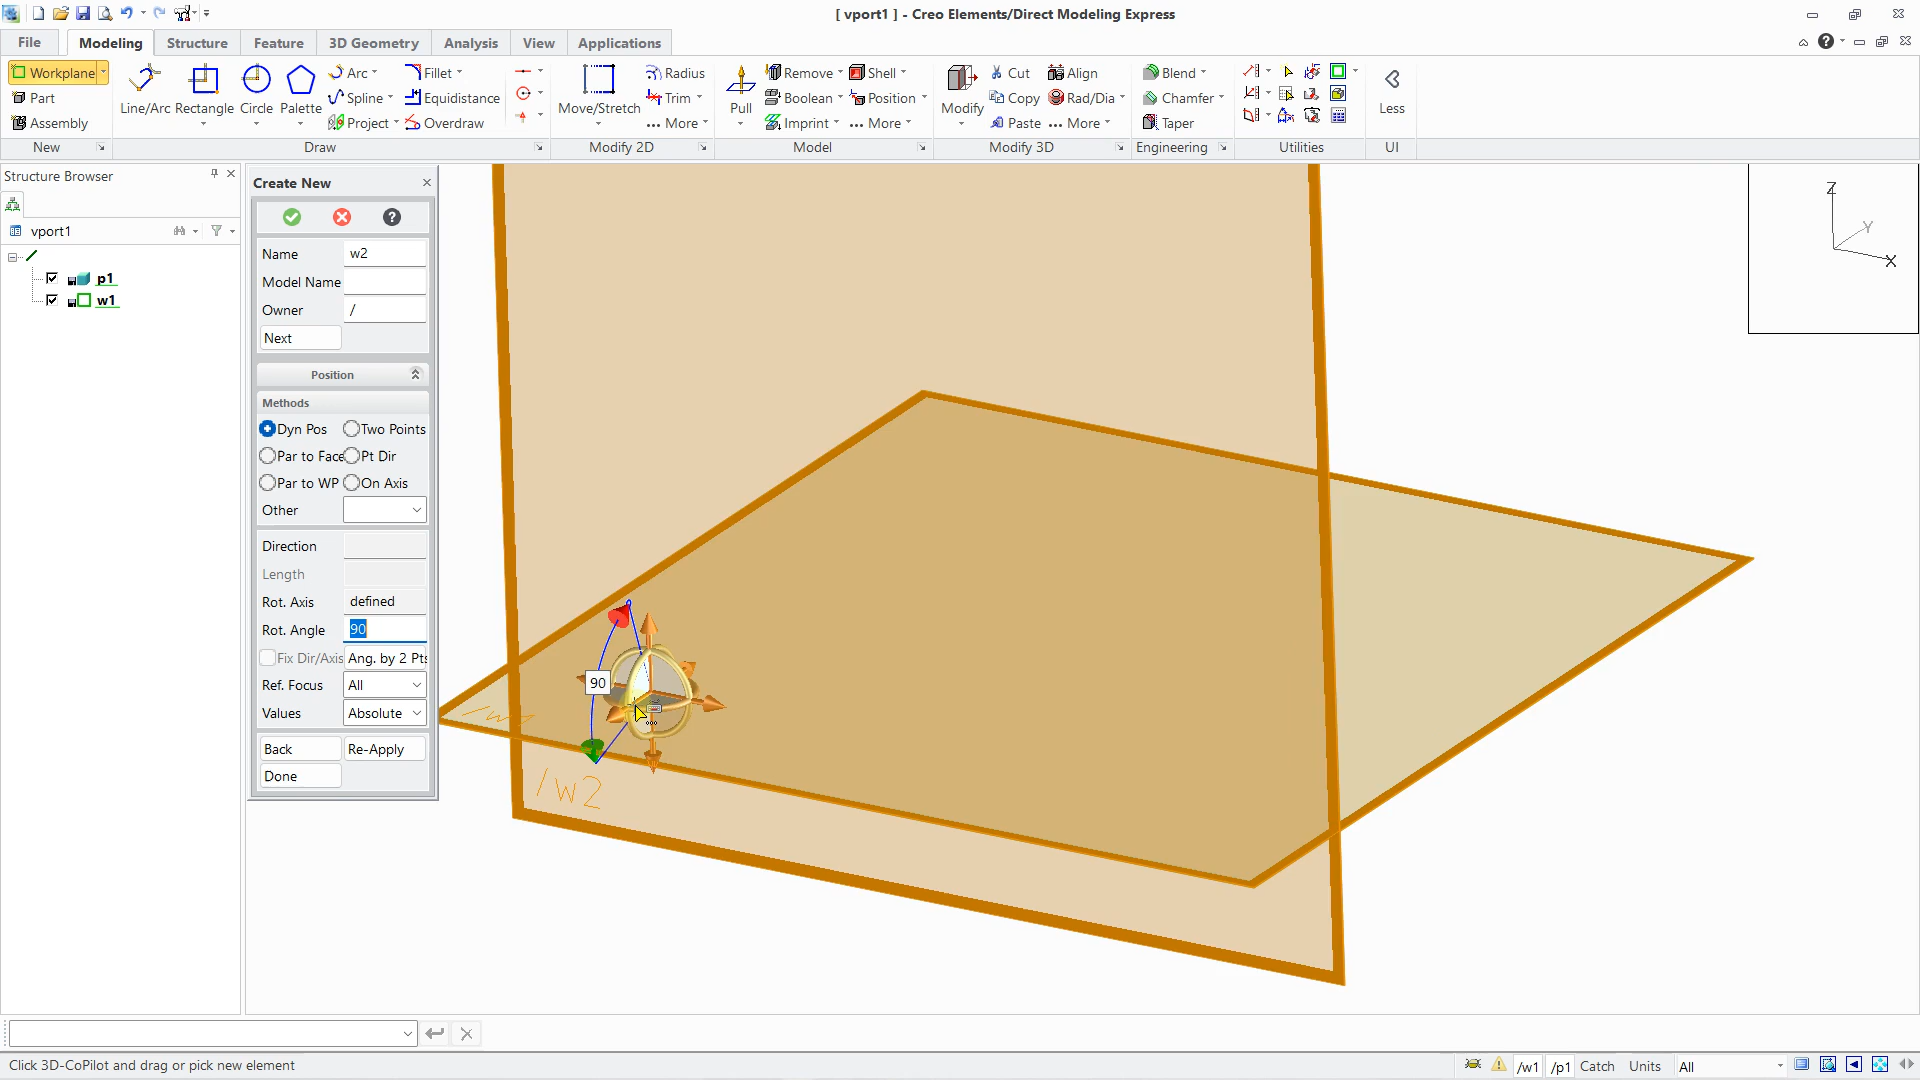 [ vport1 ] - Creo Elements/Direct Modeling Express
File Modeling Structure Feature 3D Geometry Analysis View Applications
Workplane
Part
Assembly
New
Line/Arc Rectangle Circle Palette
Arc
Spline
Project
Fillet
Equidistance
Overdraw
Draw
Move/Stretch
Radius
Trim
... More
Modify 2D
Pull
Remove
Boolean
Imprint
Shell
Position
... More
Model
Modify
Cut
Copy
Paste
Align
Rad/Dia
... More
Modify 3D
Blend
Chamfer
Taper
Engineering
Utilities
Less
UI
Structure Browser
vport1
p1
w1
Create New
Name w2
Model Name
Owner /
Next
Position
Methods
Dyn Pos Two Points
Par to Face Pt Dir
Par to WP On Axis
Other
Direction
Length
Rot. Axis defined
Rot. Angle 90
Fix Dir/Axis Ang. by 2 Pts
Ref. Focus All
Values Absolute
Back Re-Apply
Done
Z
Y
X
90
/w2
Click 3D-CoPilot and drag or pick new element
/w1 /p1 Catch Units All